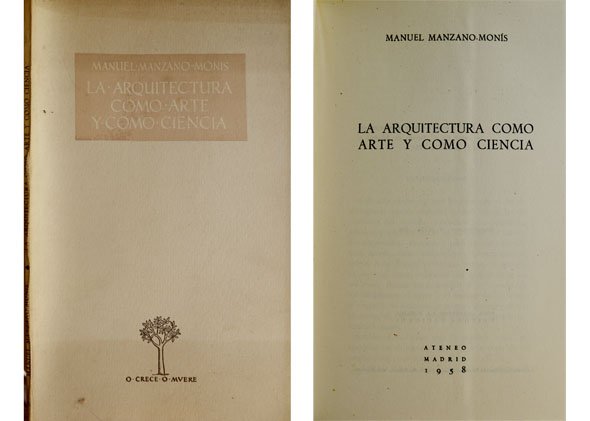 MANUEL·MANZANO-MONÍS
LA·ARQUITECTURA
COMO·ARTE
Y·COMO·CIENCIA
O·CRECE·O·MVERE
MANUEL MANZANO-MONÍS
LA ARQUITECTURA COMO
ARTE Y COMO CIENCIA
ATENEO
MADRID
1958